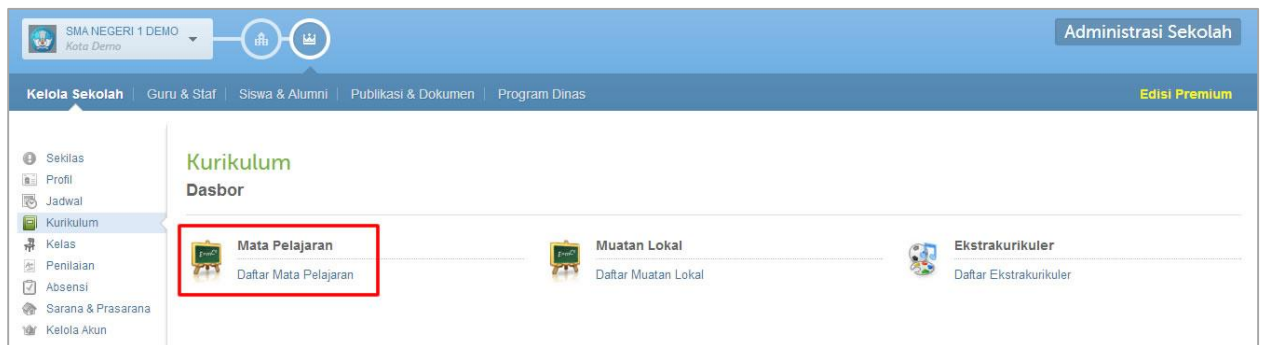 SMA NEGERI 1 DEMO
Kota Demo
Administrasi Sekolah
Kelola Sekolah | Guru & Staf | Siswa & Alumni | Publikasi & Dokumen | Program Dinas
Edisi Premium
Sekilas
Profil
Jadwal
Kurikulum
Kelas
Penilaian
Absensi
Sarana & Prasarana
Kelola Akun
Kurikulum
Dasbor
Mata Pelajaran
Daftar Mata Pelajaran
Muatan Lokal
Daftar Muatan Lokal
Ekstrakurikuler
Daftar Ekstrakurikuler